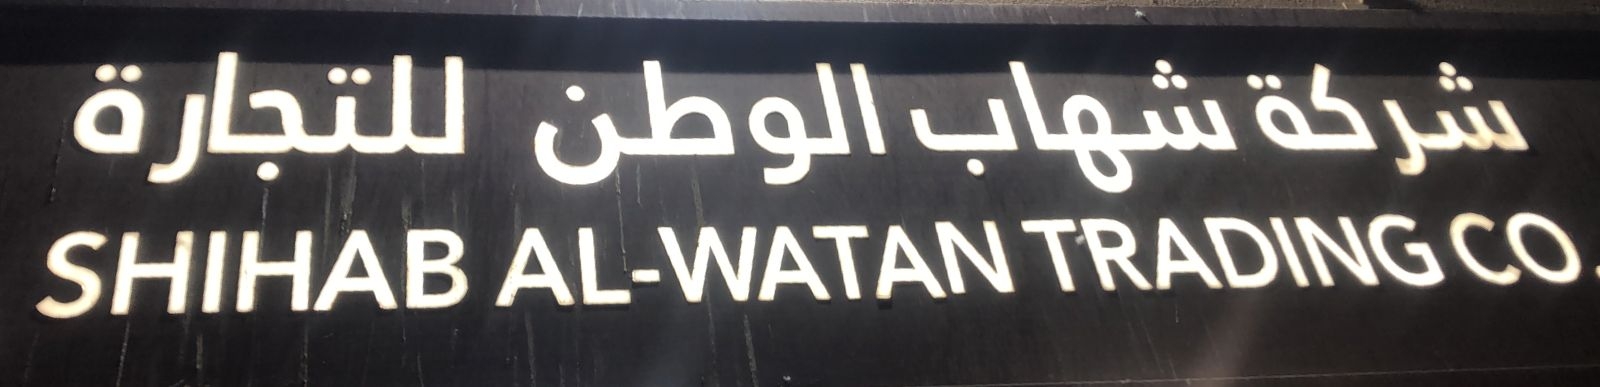 شركة شهاب الوطن للتجارة
SHIHAB AL-WATAN TRADING CO.